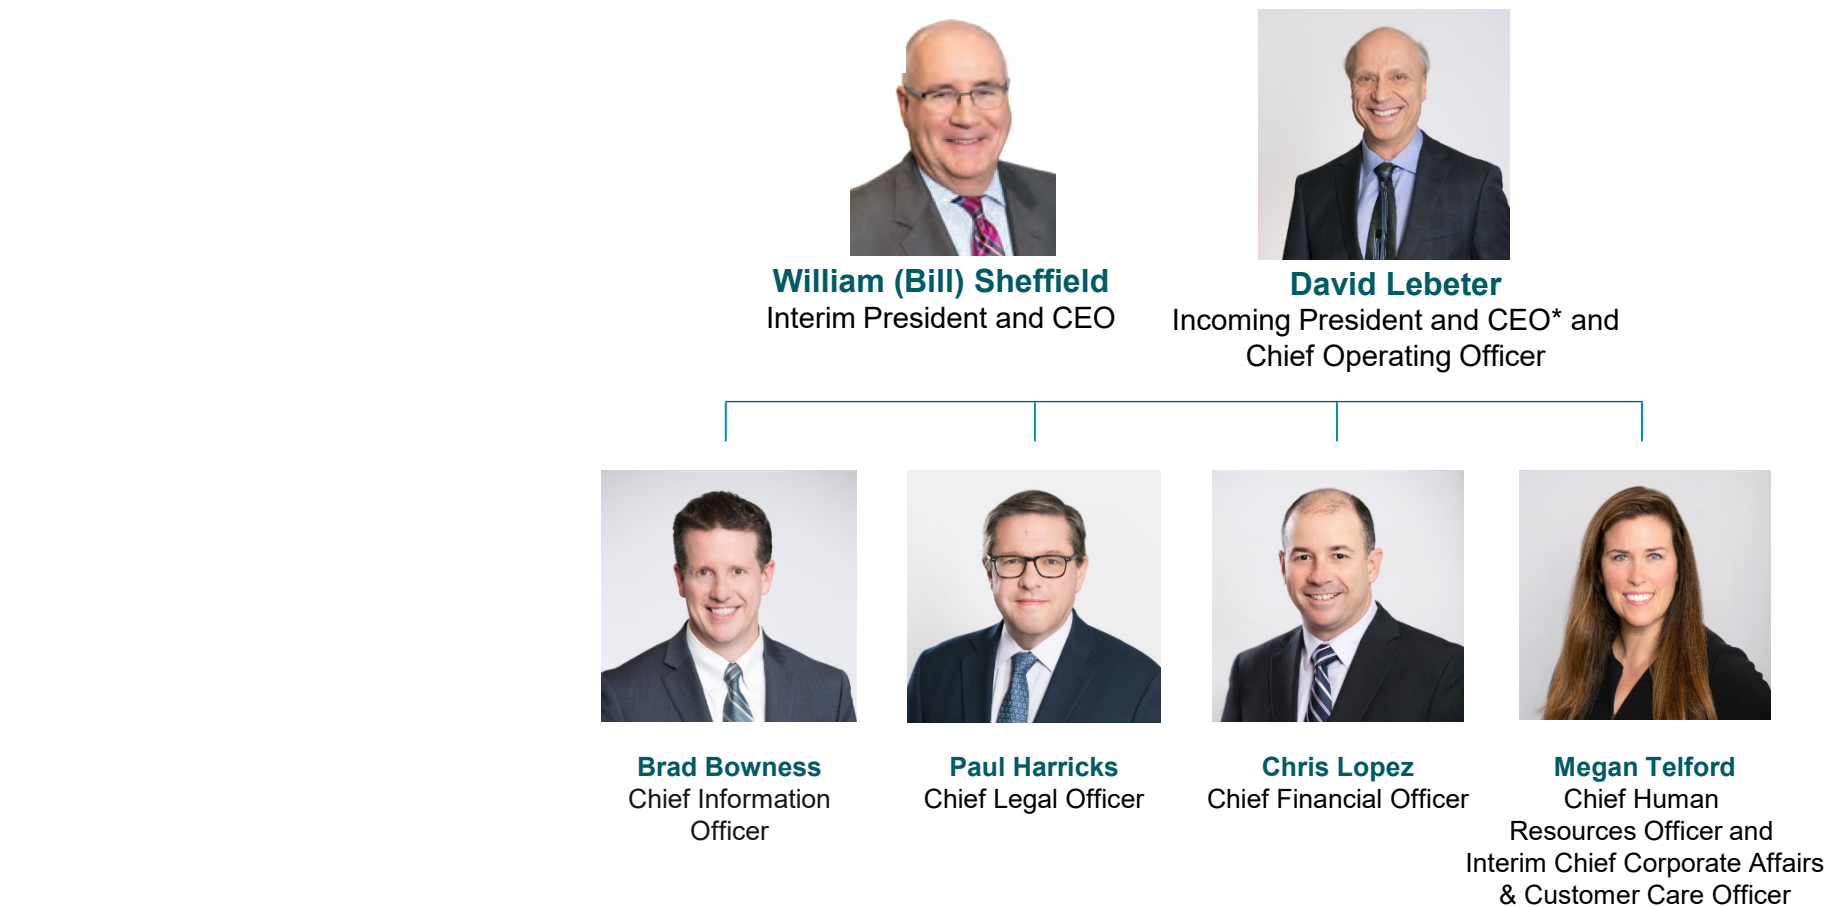 William (Bill) Sheffield
Interim President and CEO
David Lebeter
Incoming President and CEO* and
Chief Operating Officer
Brad Bowness
Chief Information
Officer
Paul Harricks
Chief Legal Officer
Chris Lopez
Chief Financial Officer
Megan Telford
Chief Human
Resources Officer and
Interim Chief Corporate Affairs
& Customer Care Officer